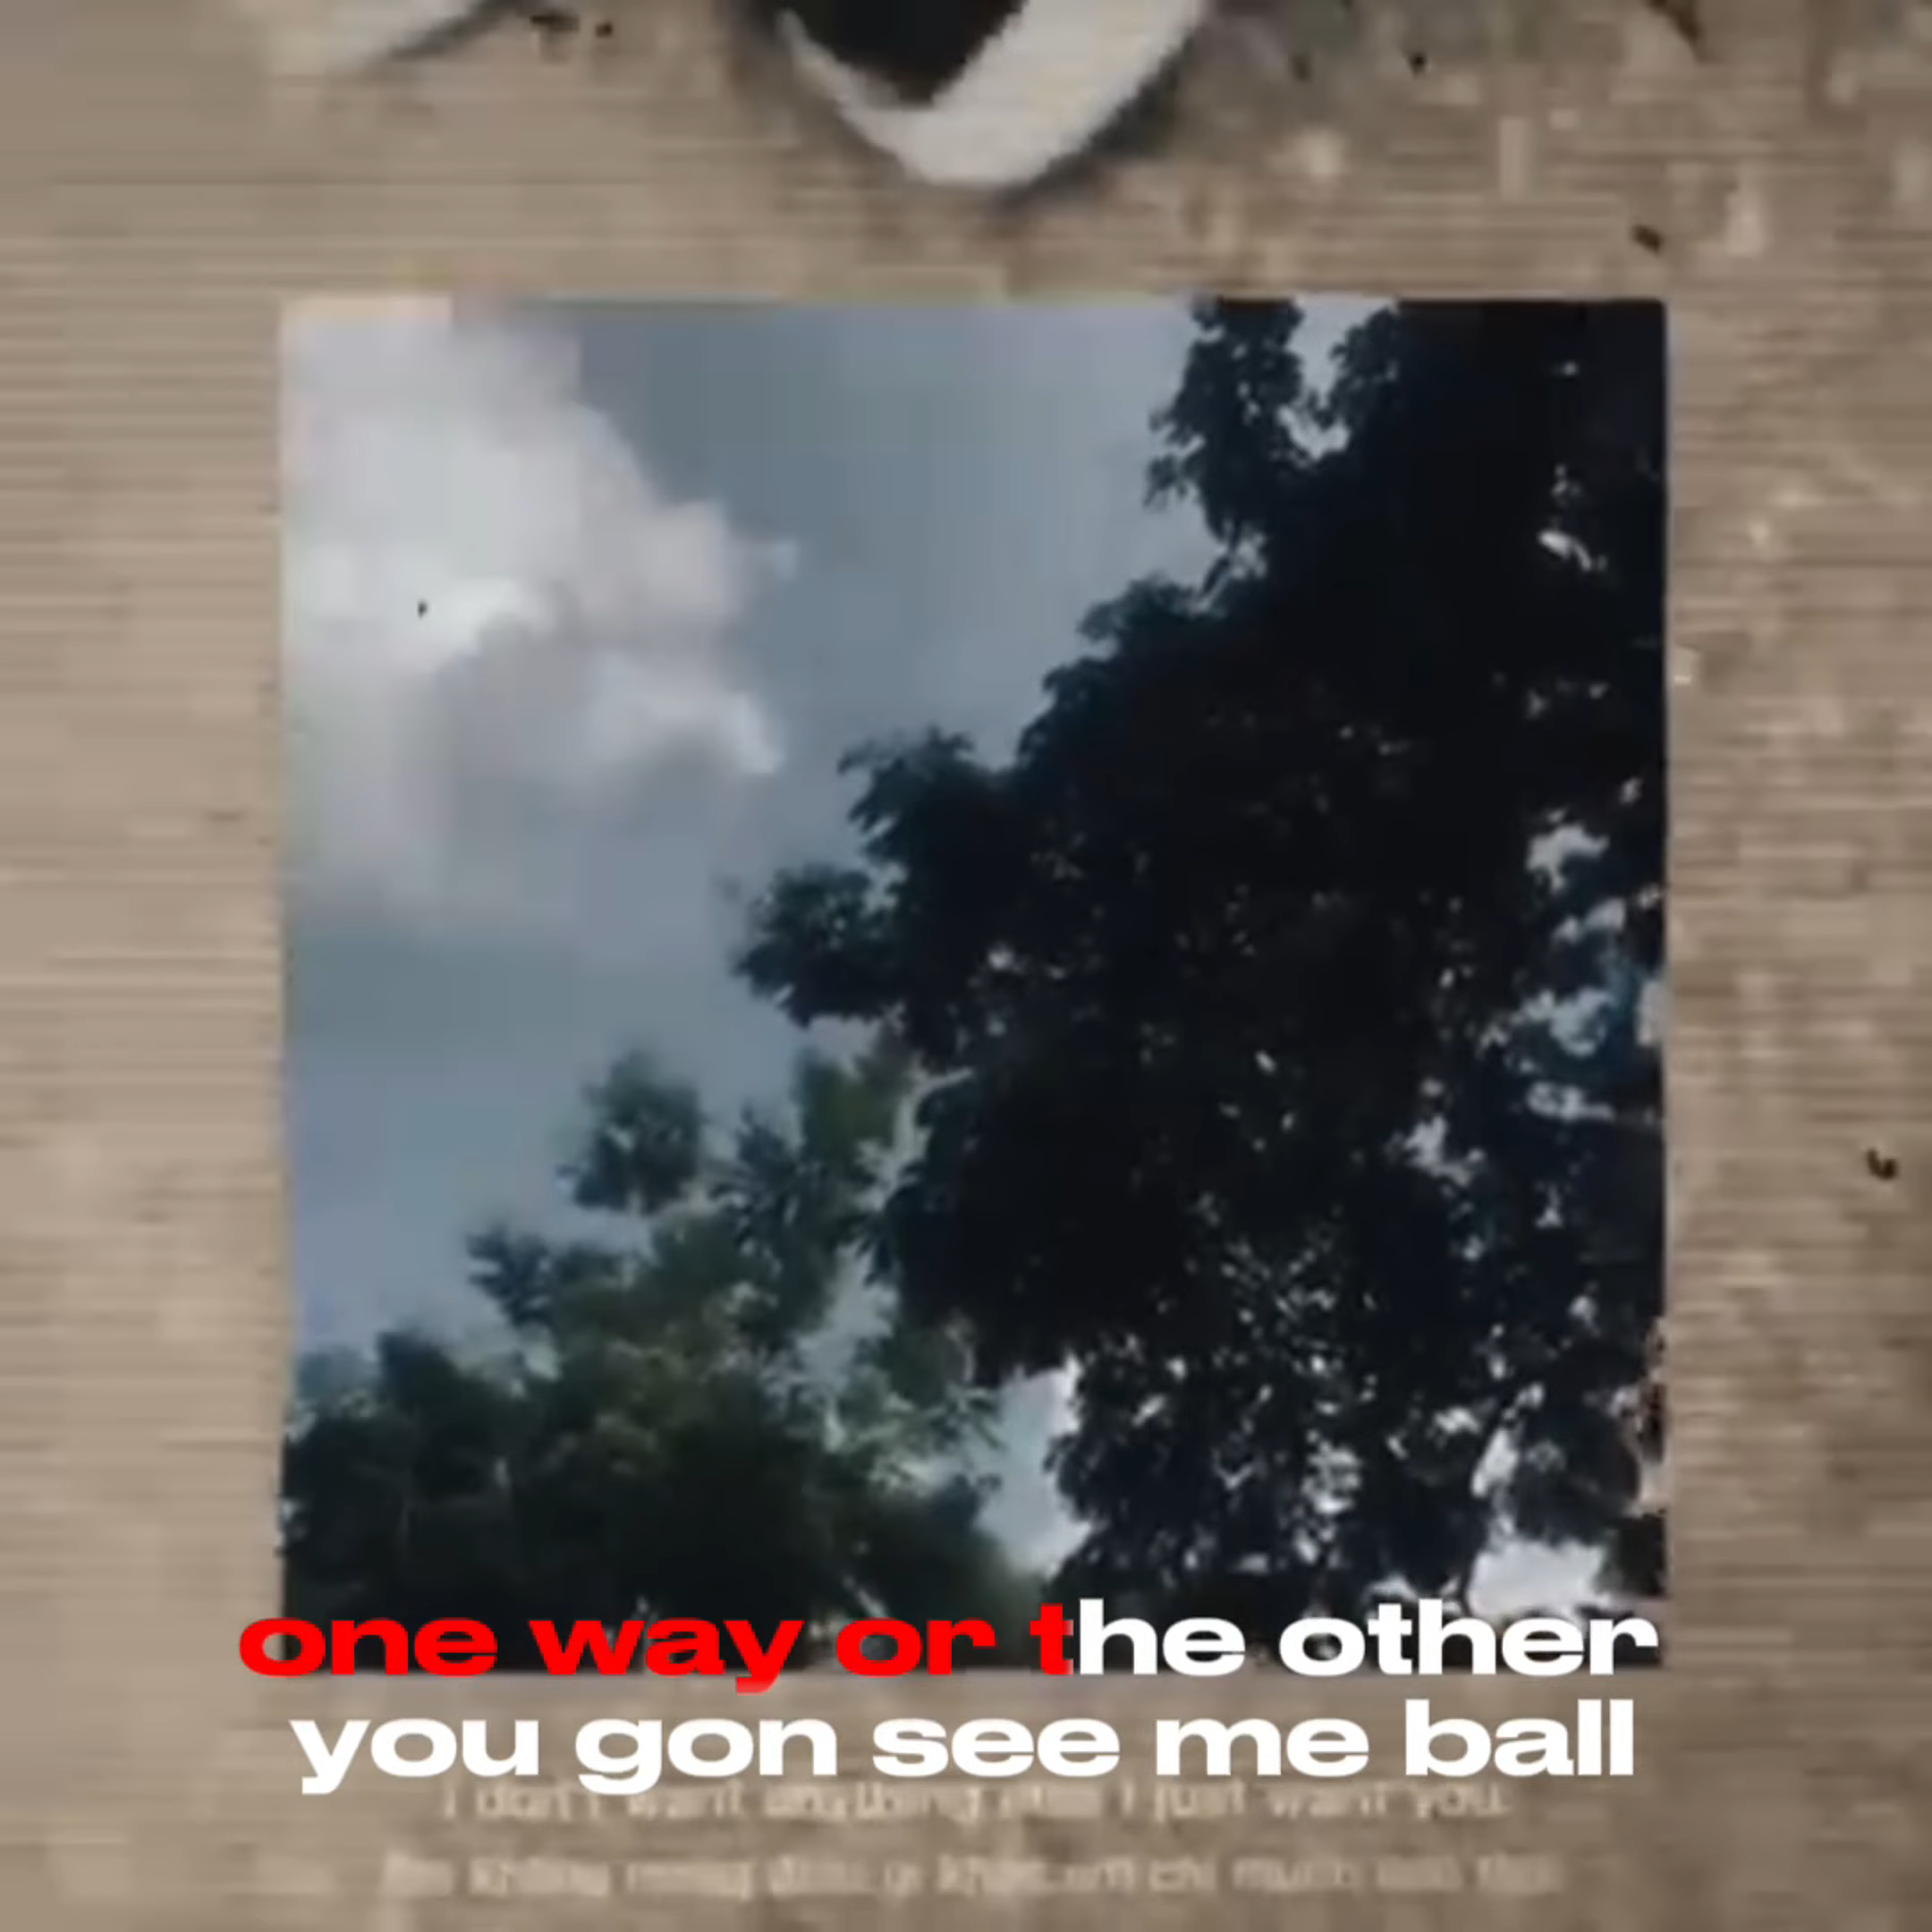 one way or the other
you gon see me ball
I don't want anything else I just want you.